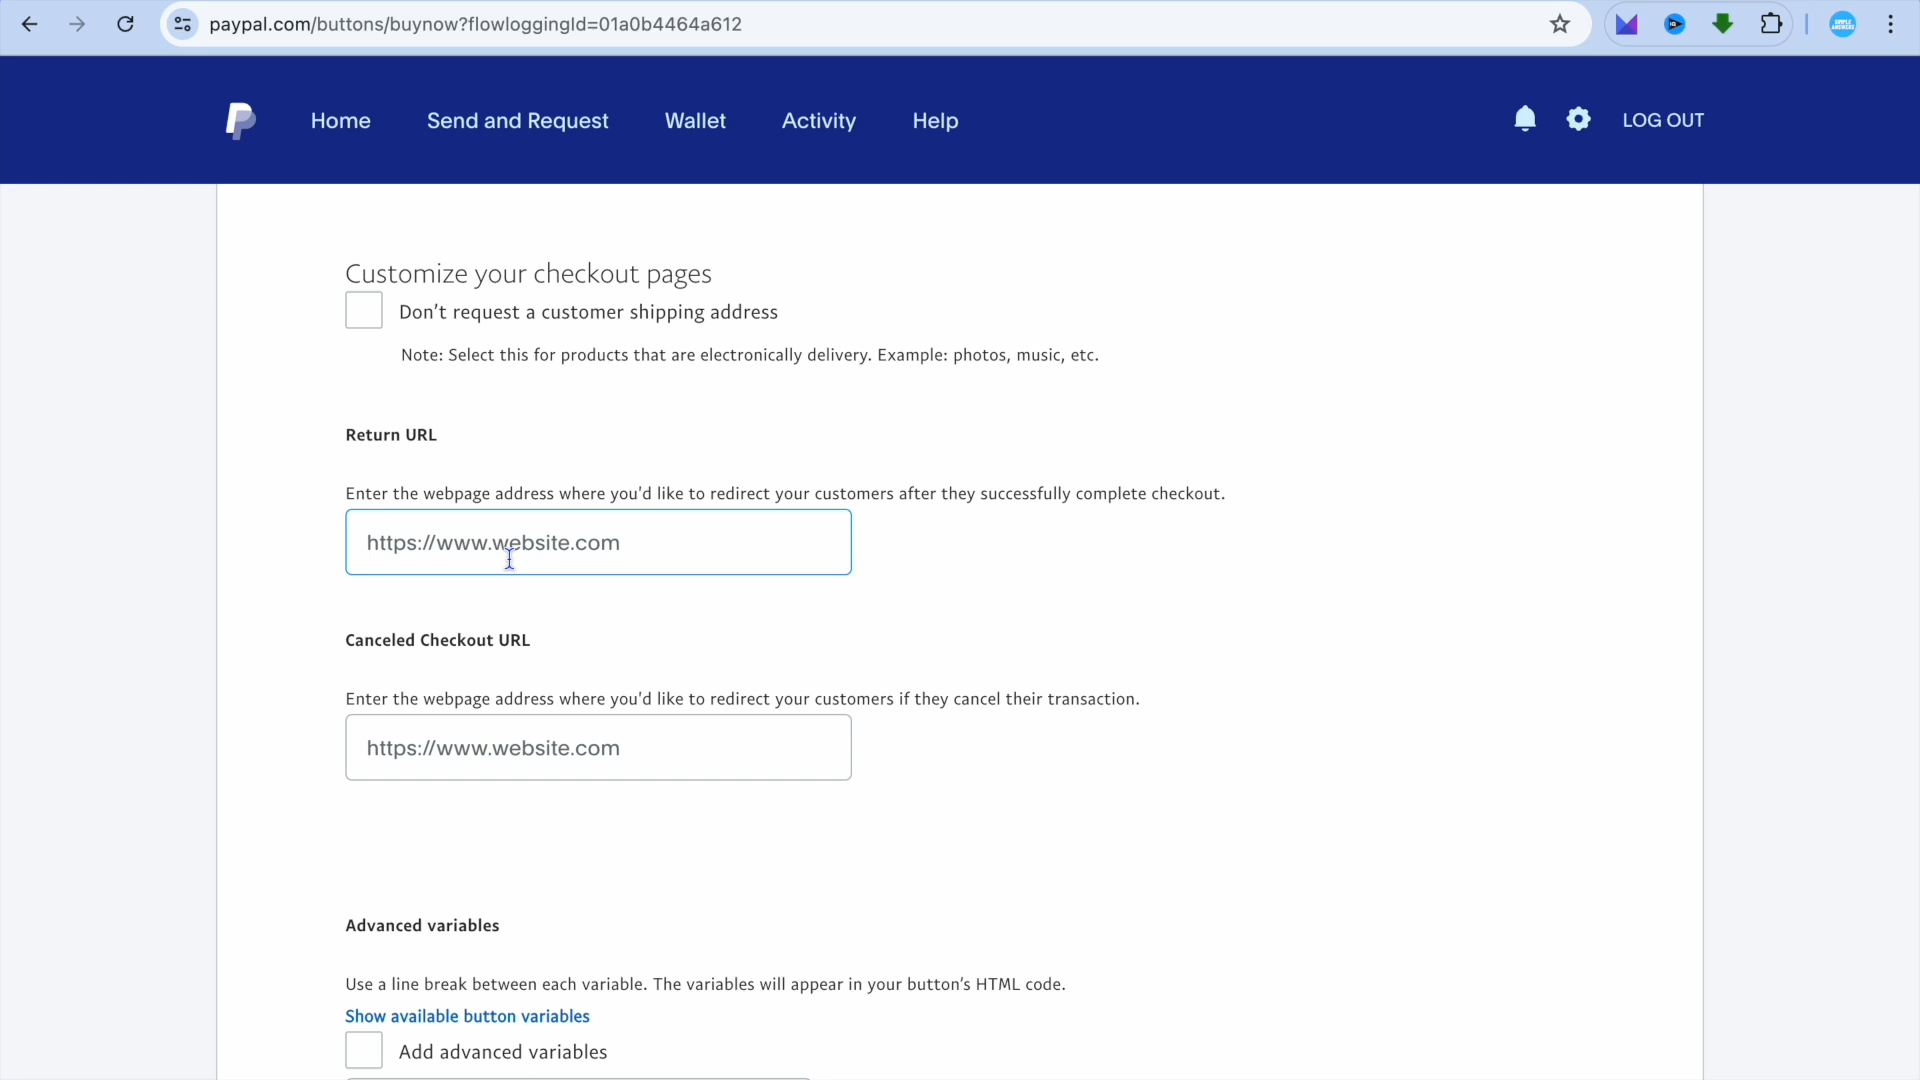 paypal.com/buttons/buynow?flowloggingId=01a0b4464a612
Home Send and Request Wallet Activity Help LOG OUT
Customize your checkout pages
Don't request a customer shipping address
Note: Select this for products that are electronically delivery. Example: photos, music, etc.
Return URL
Enter the webpage address where you'd like to redirect your customers after they successfully complete checkout.
https://www.website.com
Canceled Checkout URL
Enter the webpage address where you'd like to redirect your customers if they cancel their transaction.
https://www.website.com
Advanced variables
Use a line break between each variable. The variables will appear in your button's HTML code.
Show available button variables
Add advanced variables